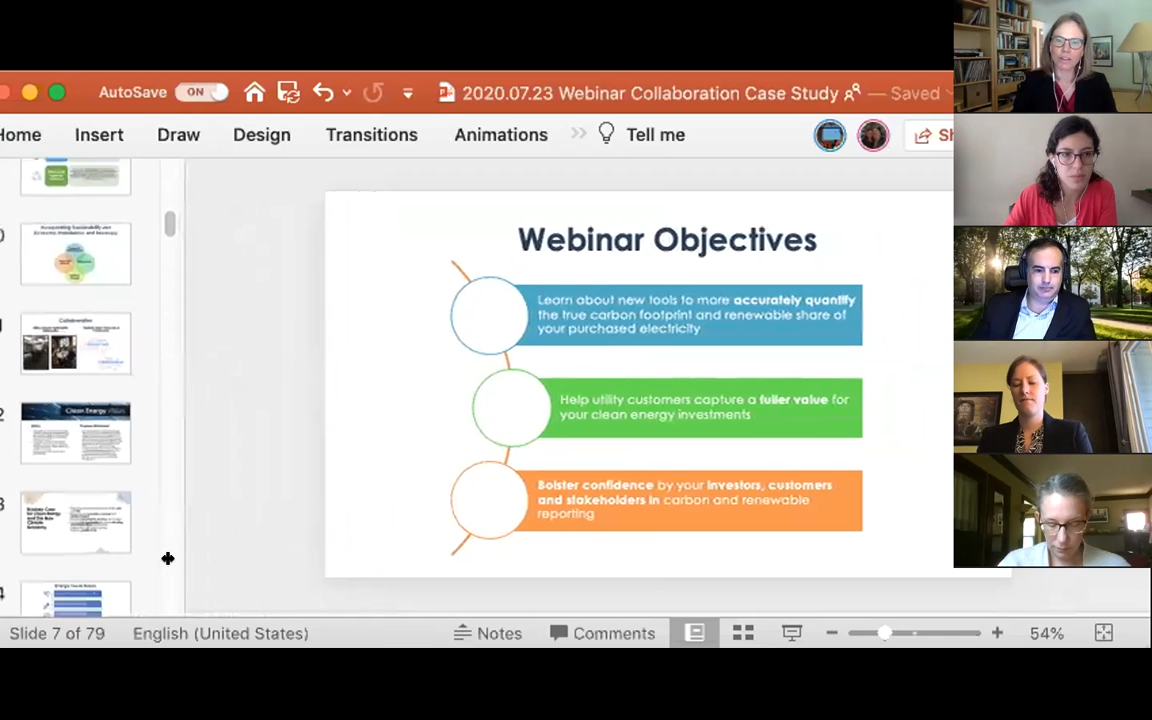 AutoSave ON 2020.07.23 Webinar Collaboration Case Study — Saved
Home Insert Draw Design Transitions Animations Tell me
Webinar Objectives
Learn about new tools to more accurately quantify
the true carbon footprint and renewable share of
your purchased electricity
Help utility customers capture a fuller value for
your clean energy investments
Bolster confidence by your investors, customers
and stakeholders in carbon and renewable
reporting
Collaborative
Clean Energy
Slide 7 of 79 English (United States) Notes Comments 54%